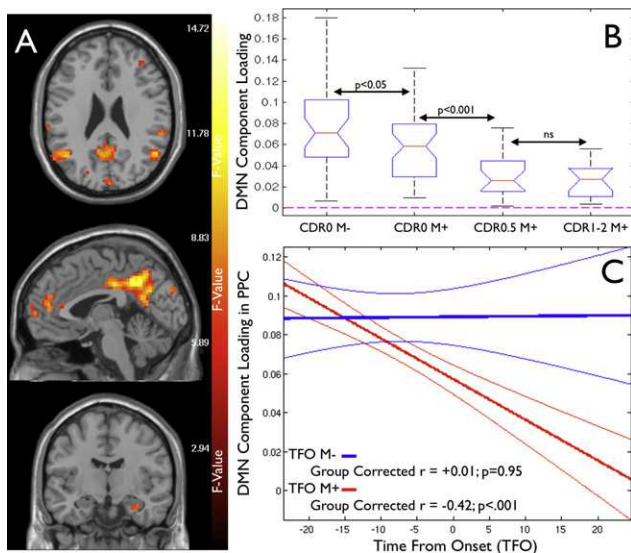 A
14.72
F-Value
11.78
8.83
F-Value
5.89
2.94
F-Value
B
DMN Component Loading
0.18
0.16
0.14
0.12
0.1
0.08
0.06
0.04
0.02
0
p<0.05
p<0.001
ns
CDR0 M-
CDR0 M+
CDR0.5 M+
CDR1-2 M+
C
DMN Component Loading in PPC
0.12
0.1
0.08
0.06
0.04
0.02
0
TFO M-
Group Corrected r = +0.01; p=0.95
TFO M+
Group Corrected r = -0.42; p<.001
-20
-15
-10
-5
0
5
10
15
20
Time From Onset (TFO)